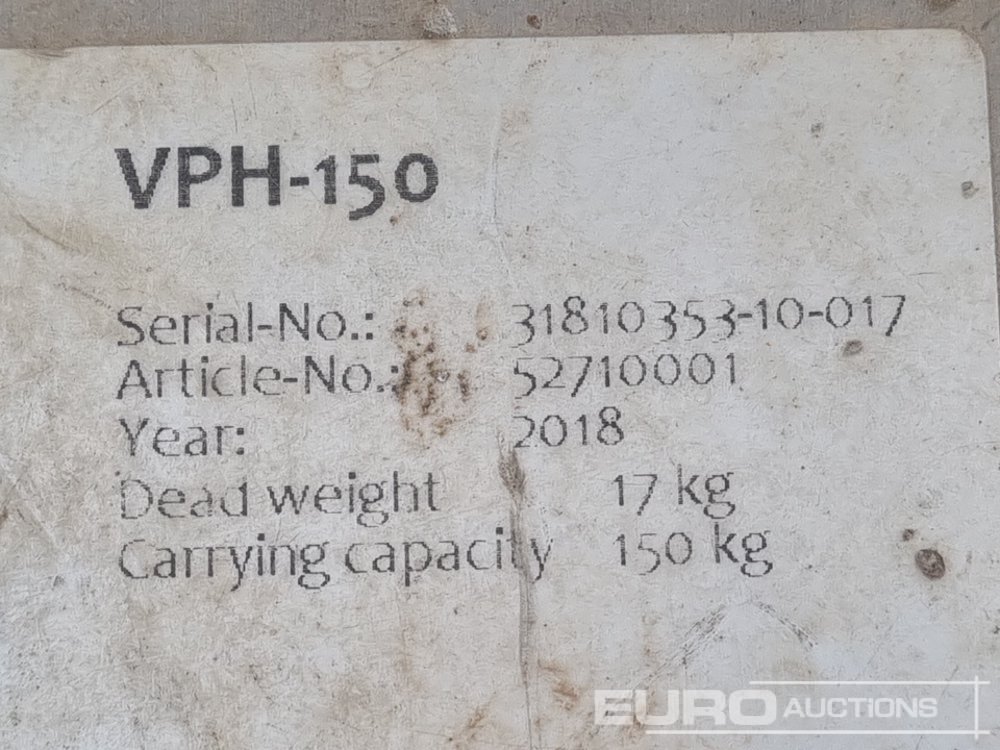 VPH-150
Serial-No.: 31810353-10-017
Article-No.: 52710001
Year: 2018
Dead weight 17 kg
Carrying capacity 150 kg
EURO AUCTIONS